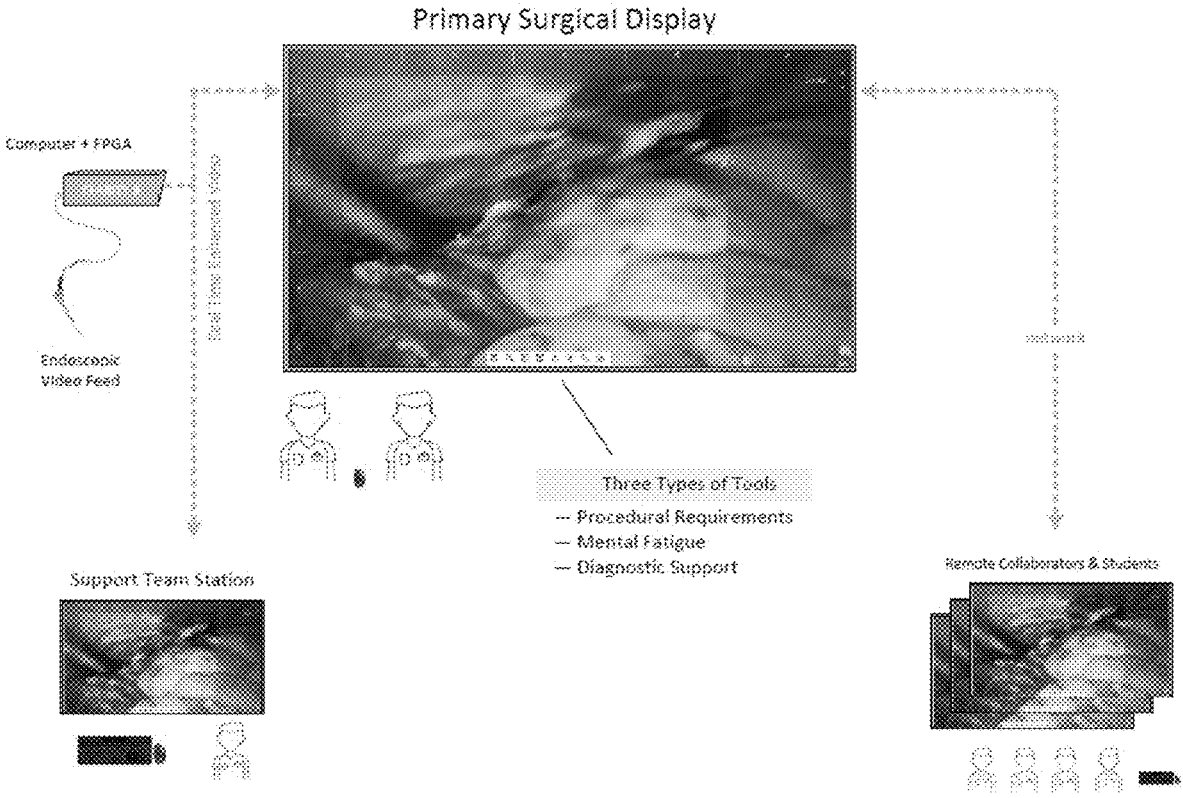 Primary Surgical Display
Computer + FPGA
Real Time Enhanced Video
Endoscopic
Video Feed
network
Three Types of Tools
— Procedural Requirements
— Mental Fatigue
— Diagnostic Support
Support Team Station
Remote Collaborators & Students